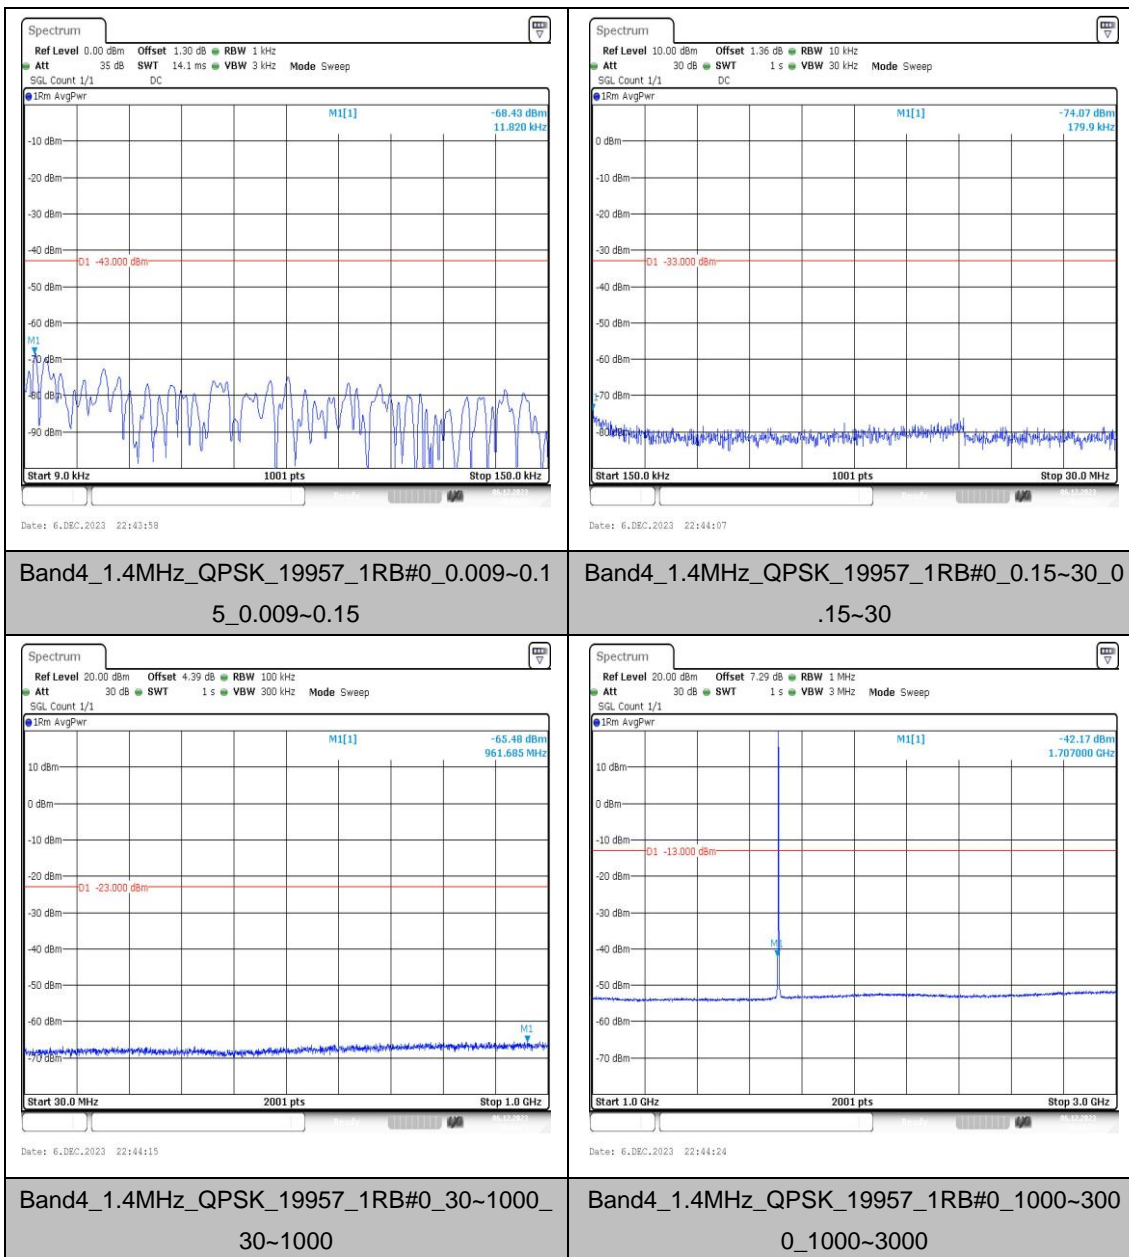 Spectrum
Ref Level 0.00 dBm Offset 1.30 dB RBW 1 kHz
Att 35 dB SWT 14.1 ms VBW 3 kHz Mode Sweep
SGL Count 1/1 DC
1Rm AvgPwr
M1[1] -68.43 dBm
11.820 kHz
-10 dBm
-20 dBm
-30 dBm
-40 dBm
D1 -43.000 dBm
-50 dBm
-60 dBm
M1
-70 dBm
-80 dBm
-90 dBm
Start 9.0 kHz 1001 pts Stop 150.0 kHz
06.12.2023
Date: 6.DEC.2023 22:43:58
Spectrum
Ref Level 10.00 dBm Offset 1.36 dB RBW 10 kHz
Att 30 dB SWT 1 s VBW 30 kHz Mode Sweep
SGL Count 1/1 DC
1Rm AvgPwr
M1[1] -74.07 dBm
179.9 kHz
0 dBm
-10 dBm
-20 dBm
-30 dBm
D1 -33.000 dBm
-40 dBm
-50 dBm
-60 dBm
-70 dBm
-80 dBm
Start 150.0 kHz 1001 pts Stop 30.0 MHz
06.12.2023
Date: 6.DEC.2023 22:44:07
Band4_1.4MHz_QPSK_19957_1RB#0_0.009~0.1
5_0.009~0.15
Band4_1.4MHz_QPSK_19957_1RB#0_0.15~30_0
.15~30
Spectrum
Ref Level 20.00 dBm Offset 4.39 dB RBW 100 kHz
Att 30 dB SWT 1 s VBW 300 kHz Mode Sweep
SGL Count 1/1
1Rm AvgPwr
M1[1] -65.48 dBm
961.685 MHz
10 dBm
0 dBm
-10 dBm
-20 dBm
D1 -23.000 dBm
-30 dBm
-40 dBm
-50 dBm
-60 dBm
M1
-70 dBm
Start 30.0 MHz 2001 pts Stop 1.0 GHz
06.12.2023
Date: 6.DEC.2023 22:44:15
Spectrum
Ref Level 20.00 dBm Offset 7.29 dB RBW 1 MHz
Att 30 dB SWT 1 s VBW 3 MHz Mode Sweep
SGL Count 1/1
1Rm AvgPwr
M1[1] -42.17 dBm
1.707000 GHz
10 dBm
0 dBm
-10 dBm
D1 -13.000 dBm
-20 dBm
-30 dBm
-40 dBm
M1
-50 dBm
-60 dBm
-70 dBm
Start 1.0 GHz 2001 pts Stop 3.0 GHz
06.12.2023
Date: 6.DEC.2023 22:44:24
Band4_1.4MHz_QPSK_19957_1RB#0_30~1000_
30~1000
Band4_1.4MHz_QPSK_19957_1RB#0_1000~300
0_1000~3000